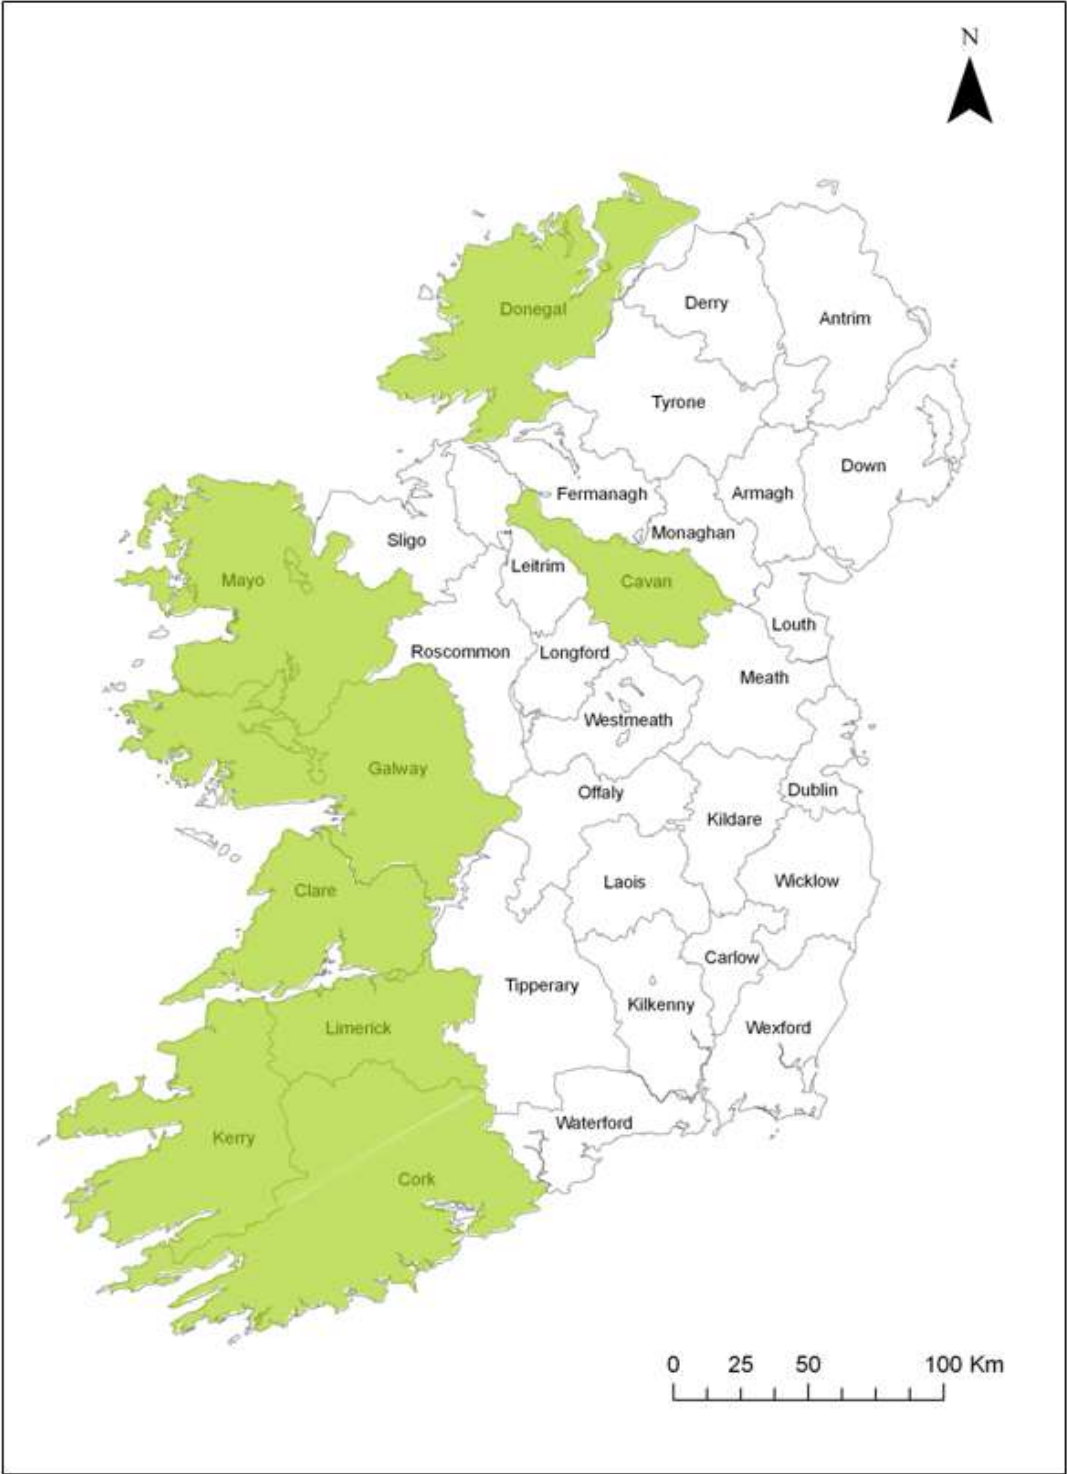 N
Donegal
Derry
Antrim
Tyrone
Down
Fermanagh
Armagh
Monaghan
Sligo
Leitrim
Mayo
Cavan
Louth
Roscommon
Longford
Meath
Westmeath
Galway
Offaly
Dublin
Kildare
Clare
Laois
Wicklow
Carlow
Tipperary
Kilkenny
Limerick
Wexford
Waterford
Kerry
Cork
0 25 50 100 Km